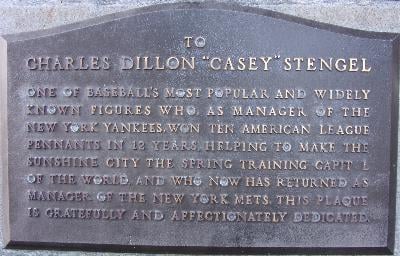 TO
CHARLES DILLON "CASEY" STENGEL
ONE OF BASEBALL'S MOST POPULAR AND WIDELY
KNOWN FIGURES WHO, AS MANAGER OF THE
NEW YORK YANKEES, WON TEN AMERICAN LEAGUE
PENNANTS IN 12 YEARS, HELPING TO MAKE THE
SUNSHINE CITY THE SPRING TRAINING CAPIT L
OF THE WORLD, AND WHO NOW HAS RETURNED AS
MANAGER OF THE NEW YORK METS. THIS PLAQUE
IS GRATEFULLY AND AFFECTIONATELY DEDICATED.